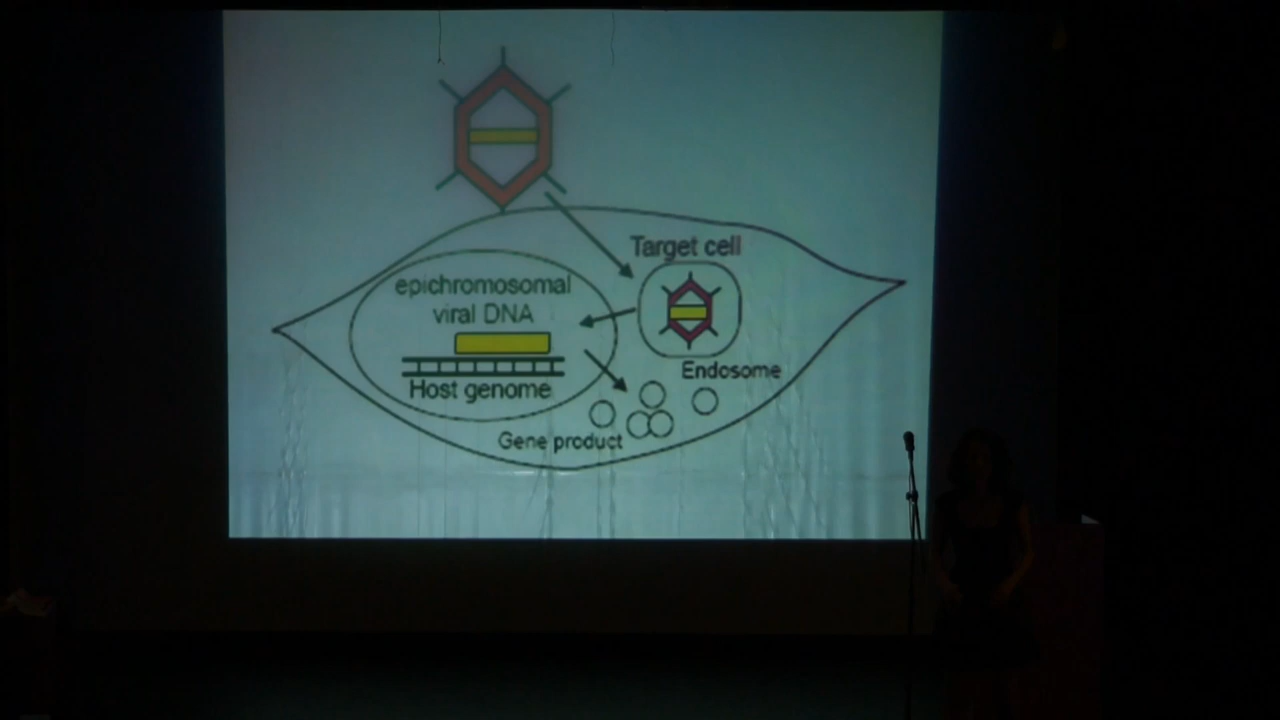 Target cell
epichromosomal
viral DNA
Host genome
Endosome
Gene product